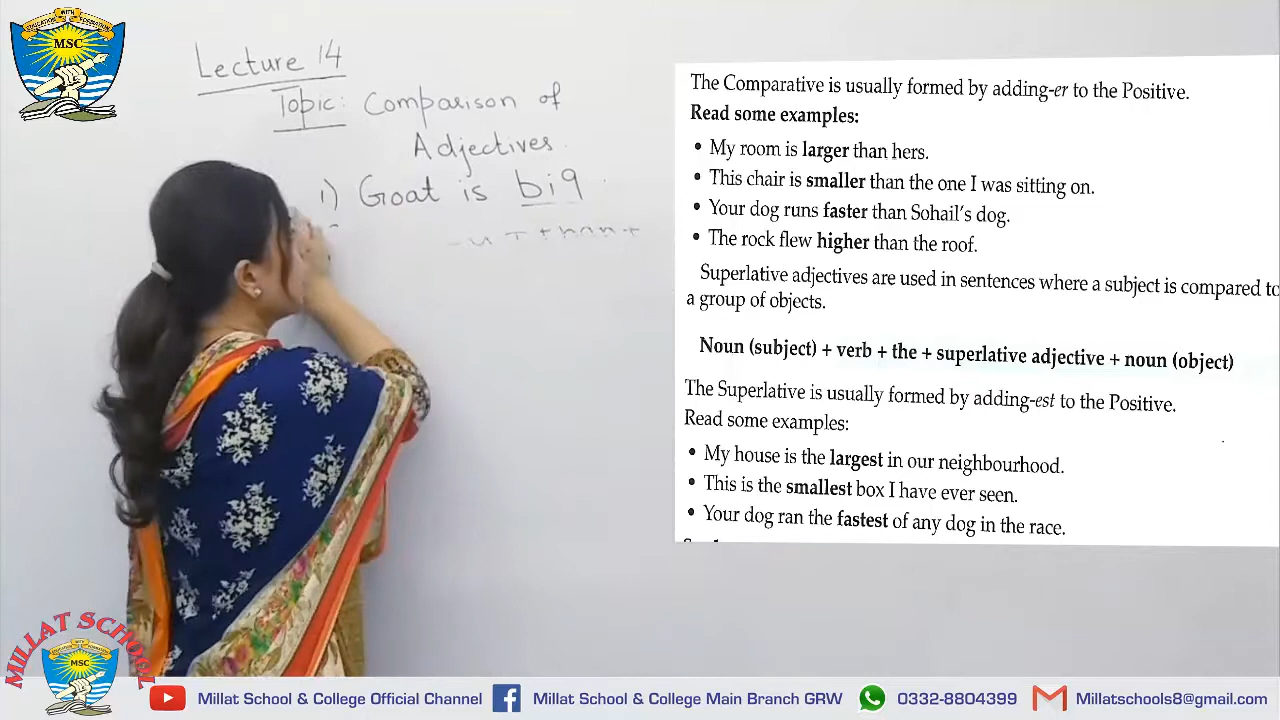 EDUCATION WITH FORMATION
MSC
Lecture 14
Topic: Comparison of
Adjectives
1) Goat is big
The Comparative is usually formed by adding-er to the Positive.
Read some examples:
• My room is larger than hers.
• This chair is smaller than the one I was sitting on.
• Your dog runs faster than Sohail's dog.
• The rock flew higher than the roof.
Superlative adjectives are used in sentences where a subject is compared to
a group of objects.
Noun (subject) + verb + the + superlative adjective + noun (object)
The Superlative is usually formed by adding-est to the Positive.
Read some examples:
• My house is the largest in our neighbourhood.
• This is the smallest box I have ever seen.
• Your dog ran the fastest of any dog in the race.
MILLAT SCHOOL
MSC
Millat School & College Official Channel
Millat School & College Main Branch GRW
0332-8804399
Millatschools8@gmail.com